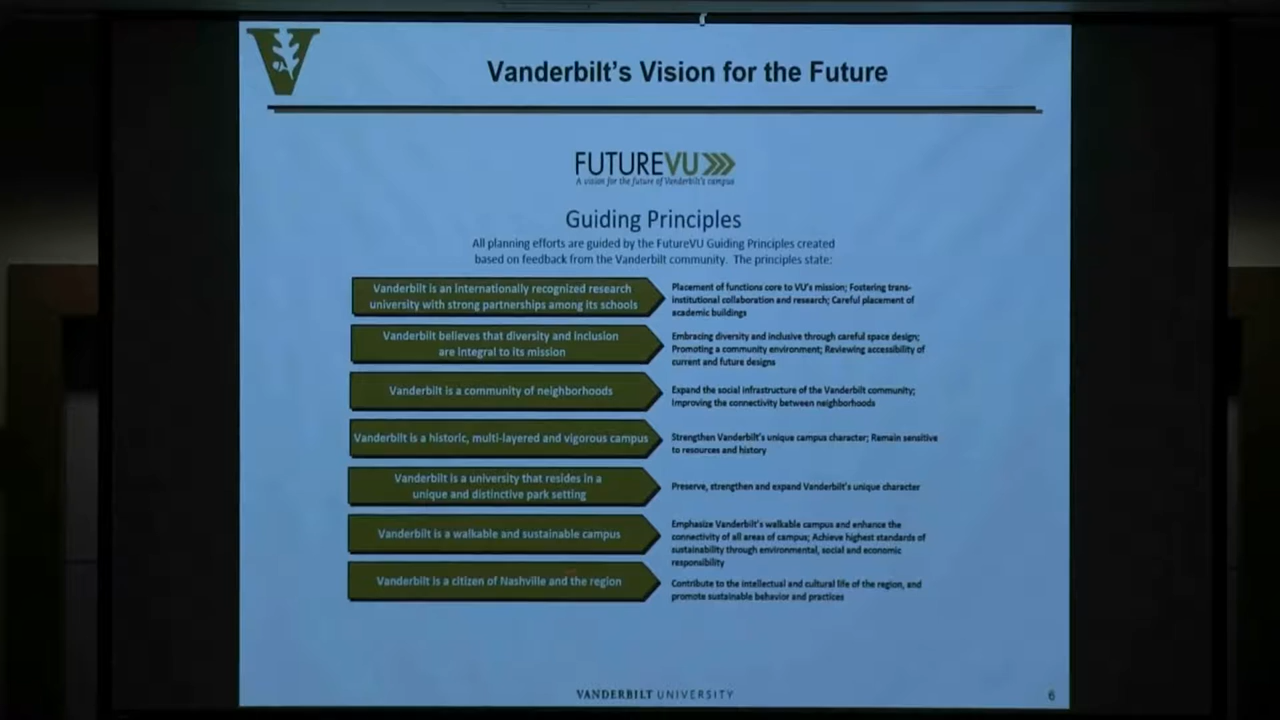 V
Vanderbilt's Vision for the Future
FUTUREVU
A vision for the future of Vanderbilt's campus
Guiding Principles
All planning efforts are guided by the FutureVU Guiding Principles created
based on feedback from the Vanderbilt community. The principles state:
Vanderbilt is an internationally recognized research
university with strong partnerships among its schools
Placement of functions core to VU's mission; Fostering trans-
institutional collaboration and research; Careful placement of
academic buildings
Vanderbilt believes that diversity and inclusion
are integral to its mission
Embracing diversity and inclusive through careful space design;
Promoting a community environment; Reviewing accessibility of
current and future designs
Vanderbilt is a community of neighborhoods
Expand the social infrastructure of the Vanderbilt community;
Improving the connectivity between neighborhoods
Vanderbilt is a historic, multi-layered and vigorous campus
Strengthen Vanderbilt's unique campus character; Remain sensitive
to resources and history
Vanderbilt is a university that resides in a
unique and distinctive park setting
Preserve, strengthen and expand Vanderbilt's unique character
Vanderbilt is a walkable and sustainable campus
Emphasize Vanderbilt's walkable campus and enhance the
connectivity of all areas of campus; Achieve highest standards of
sustainability through environmental, social and economic
responsibility
Vanderbilt is a citizen of Nashville and the region
Contribute to the intellectual and cultural life of the region, and
promote sustainable behavior and practices
VANDERBILT UNIVERSITY
6